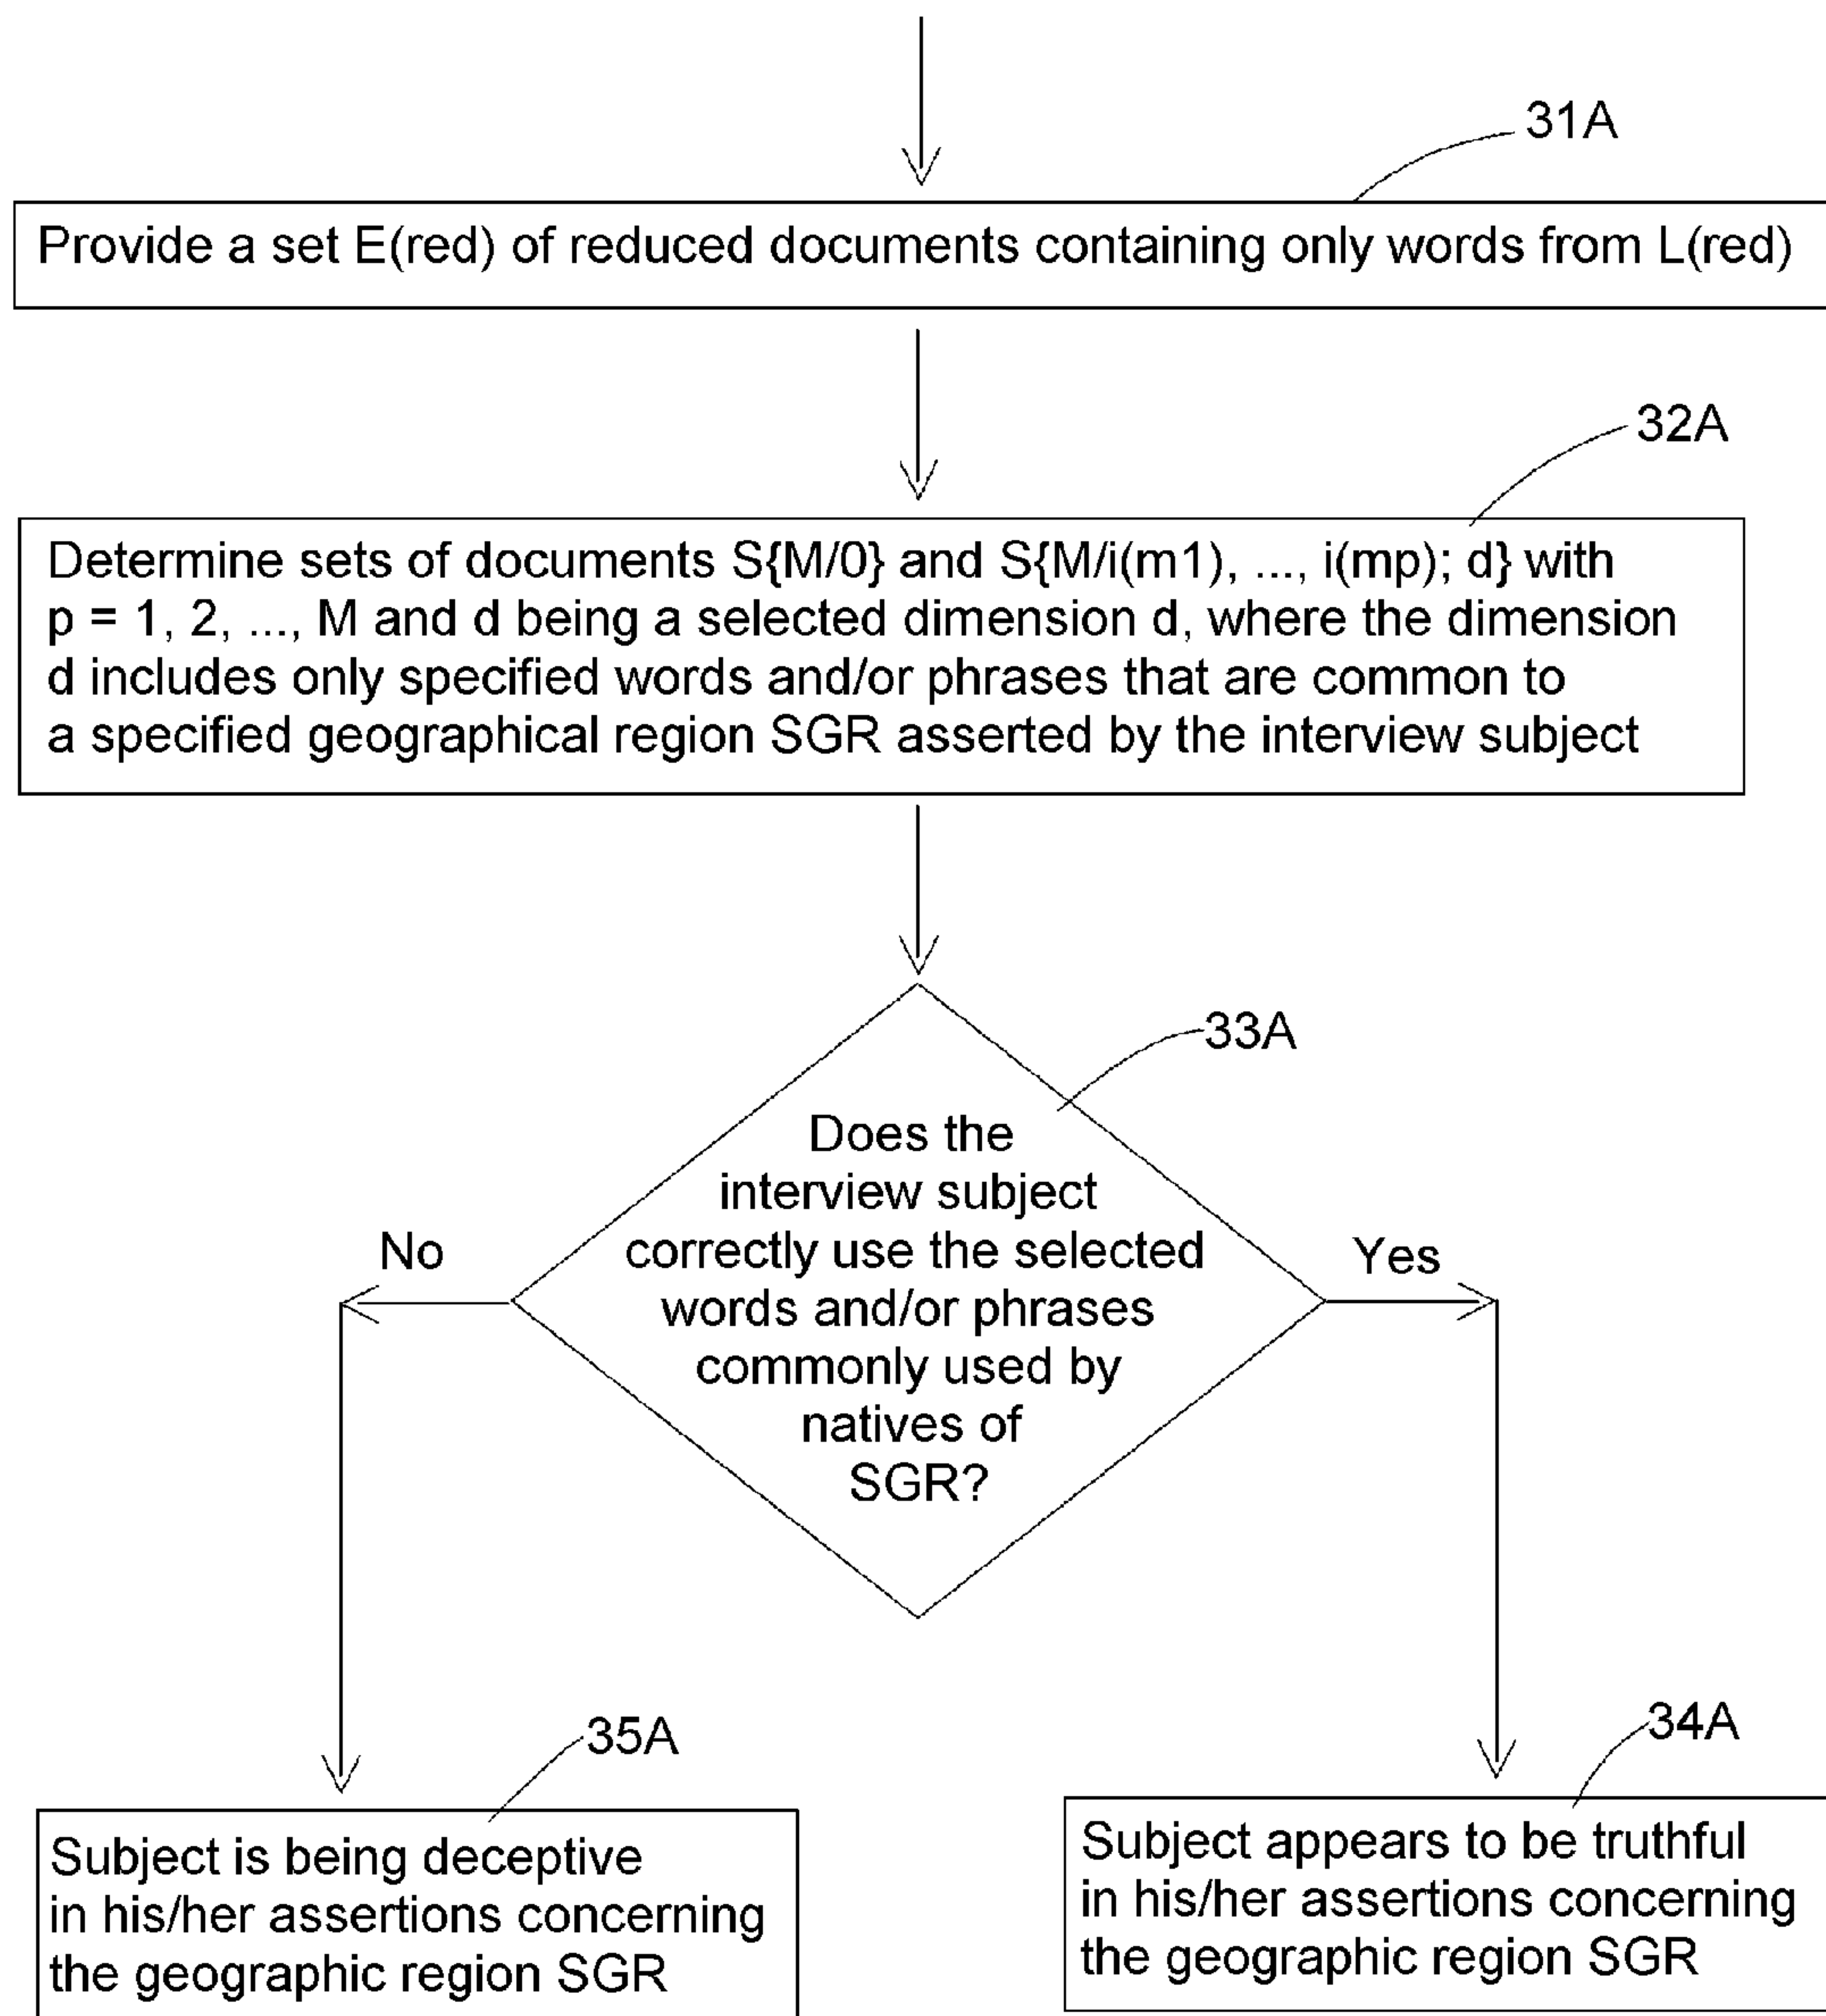 31A
Provide a set E(red) of reduced documents containing only words from L(red)
32A
Determine sets of documents S{M/0} and S{M/i(m1), ..., i(mp); d} with
p = 1, 2, ..., M and d being a selected dimension d, where the dimension
d includes only specified words and/or phrases that are common to
a specified geographical region SGR asserted by the interview subject
33A
Does the
interview subject
correctly use the selected
words and/or phrases
commonly used by
natives of
SGR?
No
Yes
35A
Subject is being deceptive
in his/her assertions concerning
the geographic region SGR
34A
Subject appears to be truthful
in his/her assertions concerning
the geographic region SGR